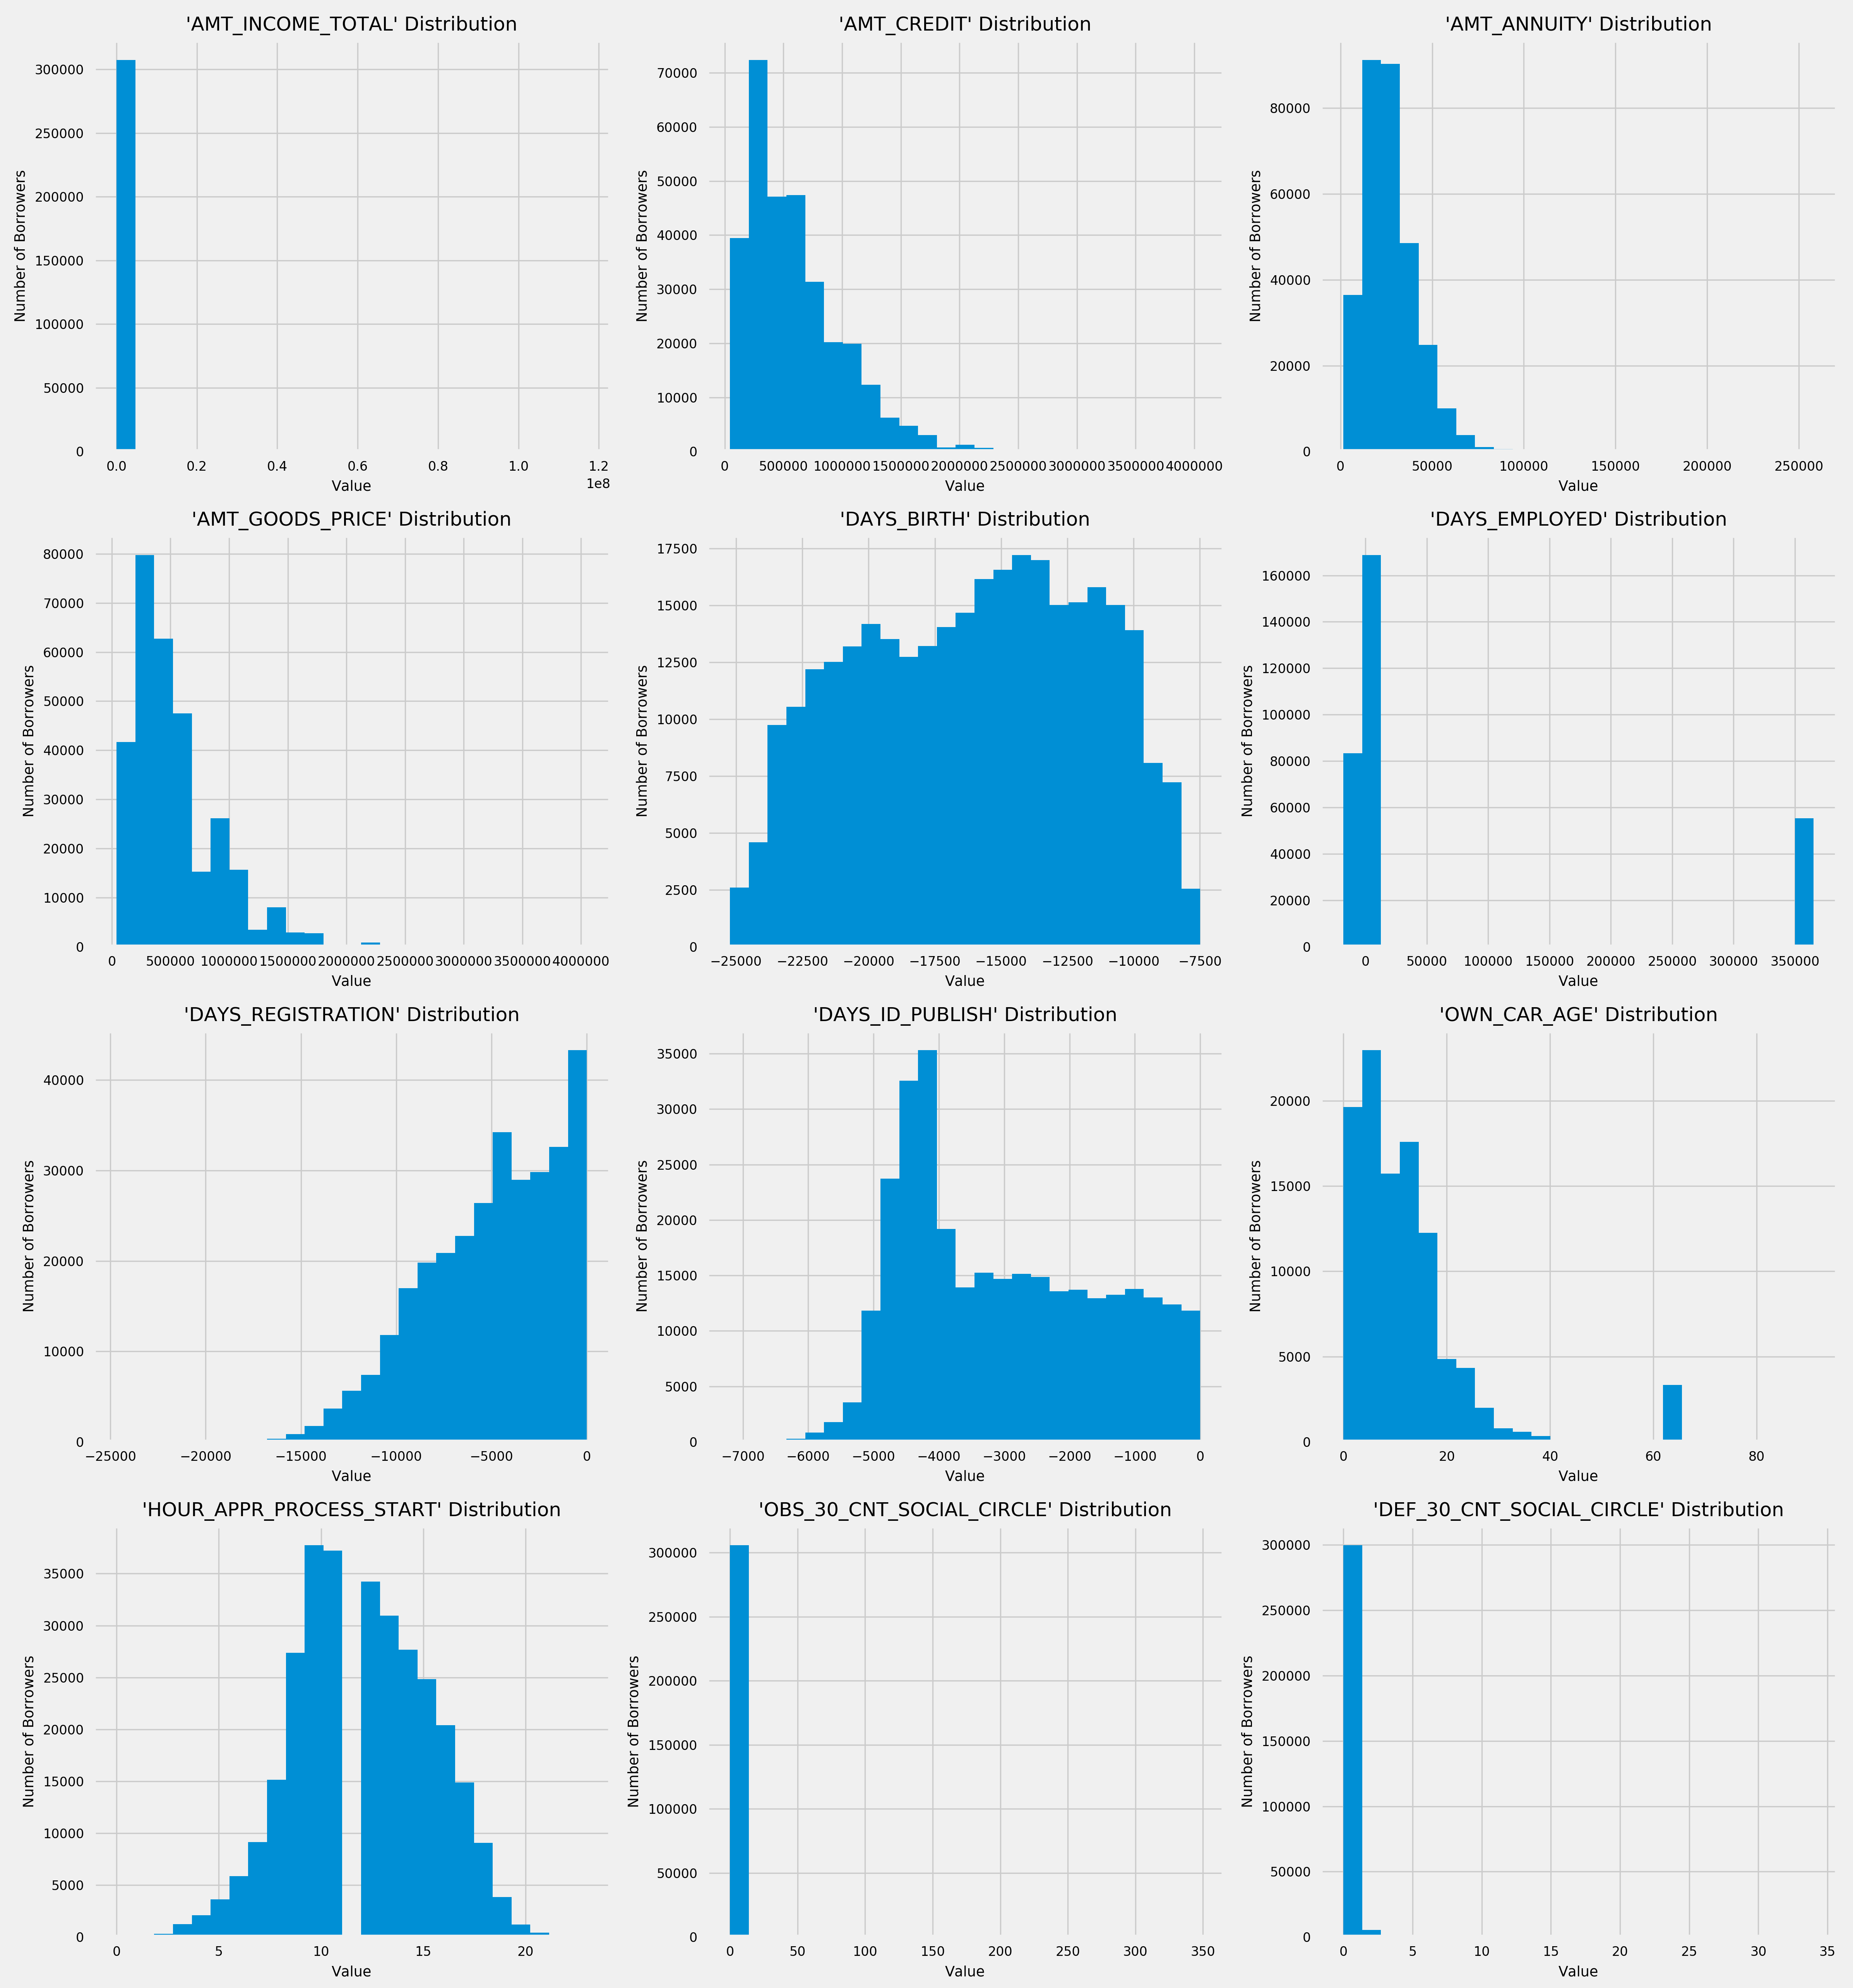 'AMT_INCOME_TOTAL' Distribution
Number of Borrowers
300000
250000
200000
150000
100000
50000
0
0.0 0.2 0.4 0.6 0.8 1.0 1.2
1e8
Value
'AMT_CREDIT' Distribution
Number of Borrowers
70000
60000
50000
40000
30000
20000
10000
0
0 500000 1000000 1500000 2000000 2500000 3000000 3500000 4000000
Value
'AMT_ANNUITY' Distribution
Number of Borrowers
80000
60000
40000
20000
0
0 50000 100000 150000 200000 250000
Value
'AMT_GOODS_PRICE' Distribution
Number of Borrowers
80000
70000
60000
50000
40000
30000
20000
10000
0
0 500000 1000000 1500000 2000000 2500000 3000000 3500000 4000000
Value
'DAYS_BIRTH' Distribution
Number of Borrowers
17500
15000
12500
10000
7500
5000
2500
0
−25000 −22500 −20000 −17500 −15000 −12500 −10000 −7500
Value
'DAYS_EMPLOYED' Distribution
Number of Borrowers
160000
140000
120000
100000
80000
60000
40000
20000
0
0 50000 100000 150000 200000 250000 300000 350000
Value
'DAYS_REGISTRATION' Distribution
Number of Borrowers
40000
30000
20000
10000
0
−25000 −20000 −15000 −10000 −5000 0
Value
'DAYS_ID_PUBLISH' Distribution
Number of Borrowers
35000
30000
25000
20000
15000
10000
5000
0
−7000 −6000 −5000 −4000 −3000 −2000 −1000 0
Value
'OWN_CAR_AGE' Distribution
Number of Borrowers
20000
15000
10000
5000
0
0 20 40 60 80
Value
'HOUR_APPR_PROCESS_START' Distribution
Number of Borrowers
35000
30000
25000
20000
15000
10000
5000
0
0 5 10 15 20
Value
'OBS_30_CNT_SOCIAL_CIRCLE' Distribution
Number of Borrowers
300000
250000
200000
150000
100000
50000
0
0 50 100 150 200 250 300 350
Value
'DEF_30_CNT_SOCIAL_CIRCLE' Distribution
Number of Borrowers
300000
250000
200000
150000
100000
50000
0
0 5 10 15 20 25 30 35
Value